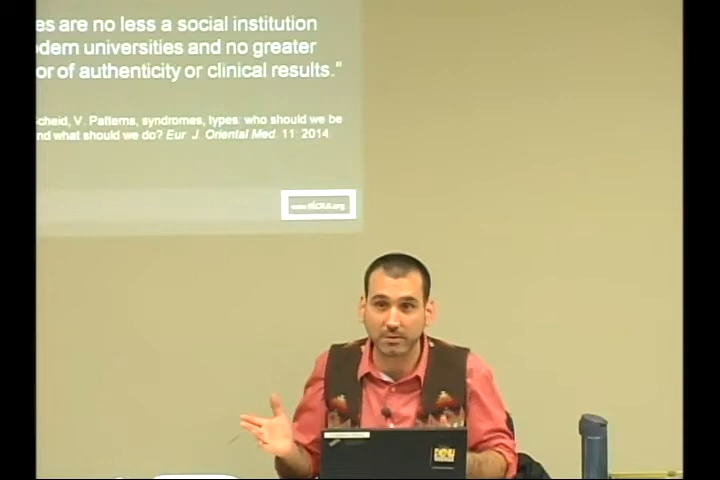 es are no less a social institution
odern universities and no greater
or of authenticity or clinical results."
cheid, V. Patterns, syndromes, types: who should we be
nd what should we do? Eur J. Oriental Med. 11: 2014.